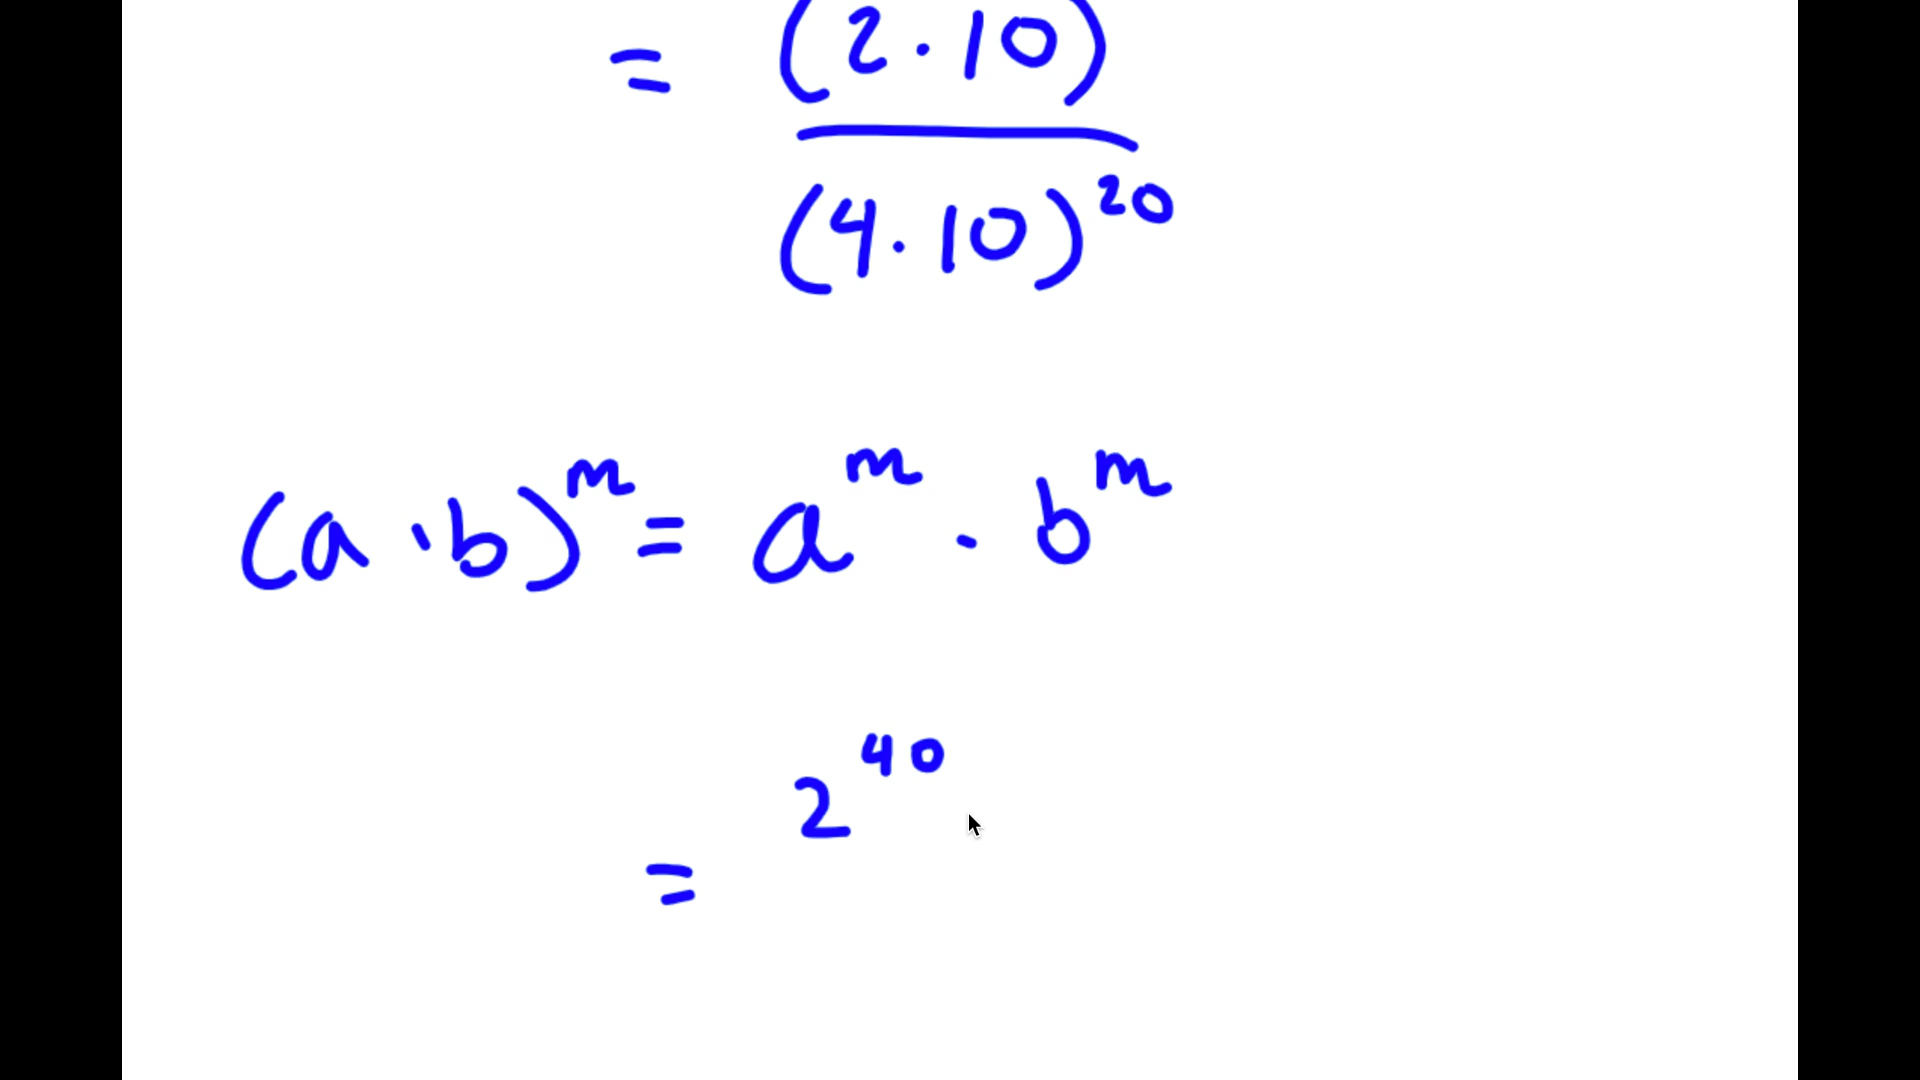 = (2 · 10)
(4 · 10)^20
(a · b)^m = a^m · b^m
= 2^40